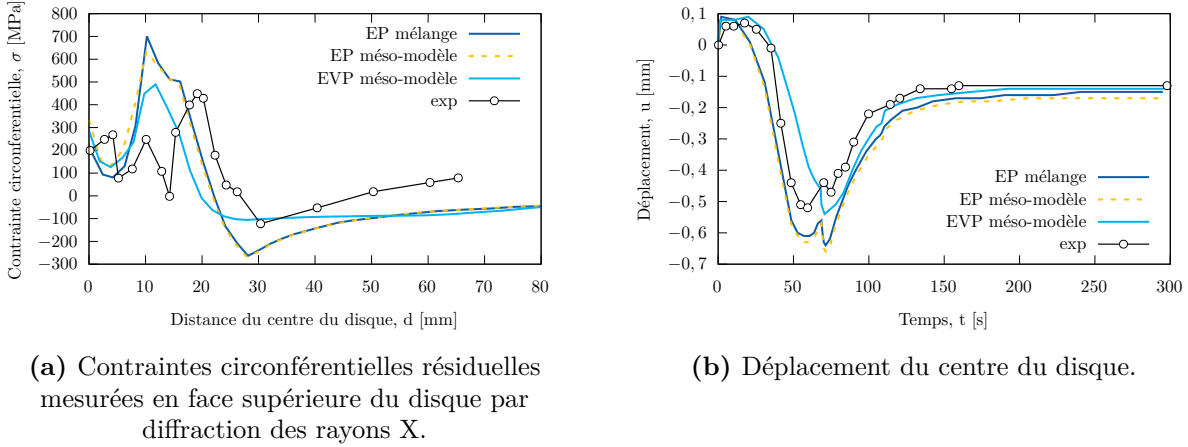 Contrainte circonférentielle, σ [MPa]
800
700
600
500
400
300
200
100
0
−100
−200
−300
0 10 20 30 40 50 60 70 80
Distance du centre du disque, d [mm]
EP mélange
EP méso-modèle
EVP méso-modèle
exp
(a) Contraintes circonférentielles résiduelles
mesurées en face supérieure du disque par
diffraction des rayons X.
Déplacement, u [mm]
0,1
0
−0,1
−0,2
−0,3
−0,4
−0,5
−0,6
−0,7
0 50 100 150 200 250 300
Temps, t [s]
EP mélange
EP méso-modèle
EVP méso-modèle
exp
(b) Déplacement du centre du disque.